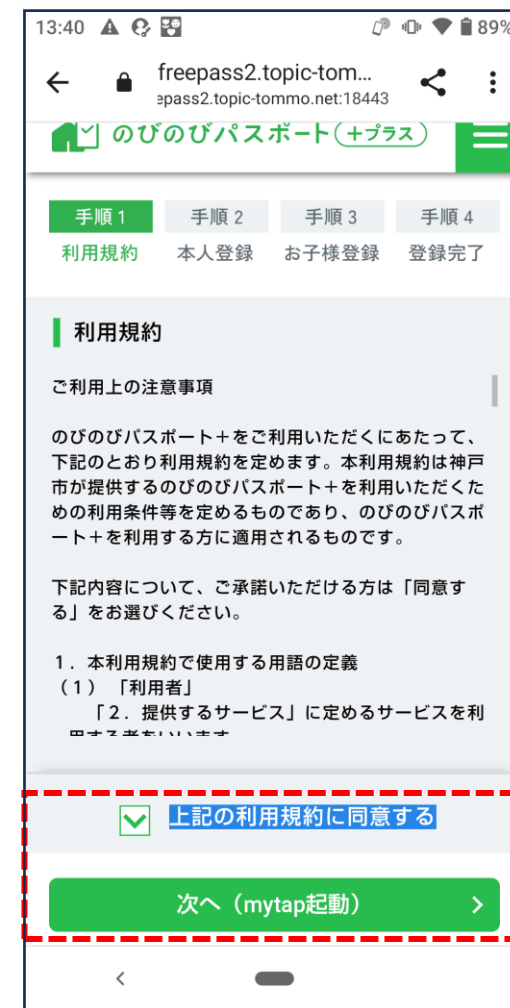 13:40 89%
freepass2.topic-tom...
epass2.topic-tommo.net:18443
のびのびパスポート(+プラス)
手順1 手順2 手順3 手順4
利用規約 本人登録 お子様登録 登録完了
利用規約
ご利用上の注意事項
のびのびパスポート+をご利用いただくにあたって、
下記のとおり利用規約を定めます。本利用規約は神戸
市が提供するのびのびパスポート+を利用いただくた
めの利用条件等を定めるものであり、のびのびパスポ
ート+を利用する方に適用されるものです。
下記内容について、ご承諾いただける方は「同意す
る」をお選びください。
1．本利用規約で使用する用語の定義
(1) 「利用者」
「2．提供するサービス」に定めるサービスを利
用する者をいいます
上記の利用規約に同意する
次へ（mytap起動）